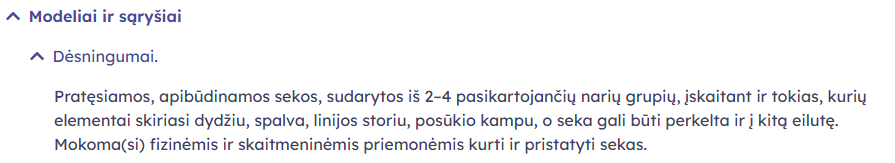 Modeliai ir sąryšiai
Dėsningumai.
Pratęsiamos, apibūdinamos sekos, sudarytos iš 2–4 pasikartojančių narių grupių, įskaitant ir tokias, kurių
elementai skiriasi dydžiu, spalva, linijos storiu, posūkio kampu, o seka gali būti perkelta ir į kitą eilutę.
Mokoma(si) fizinėmis ir skaitmeninėmis priemonėmis kurti ir pristatyti sekas.